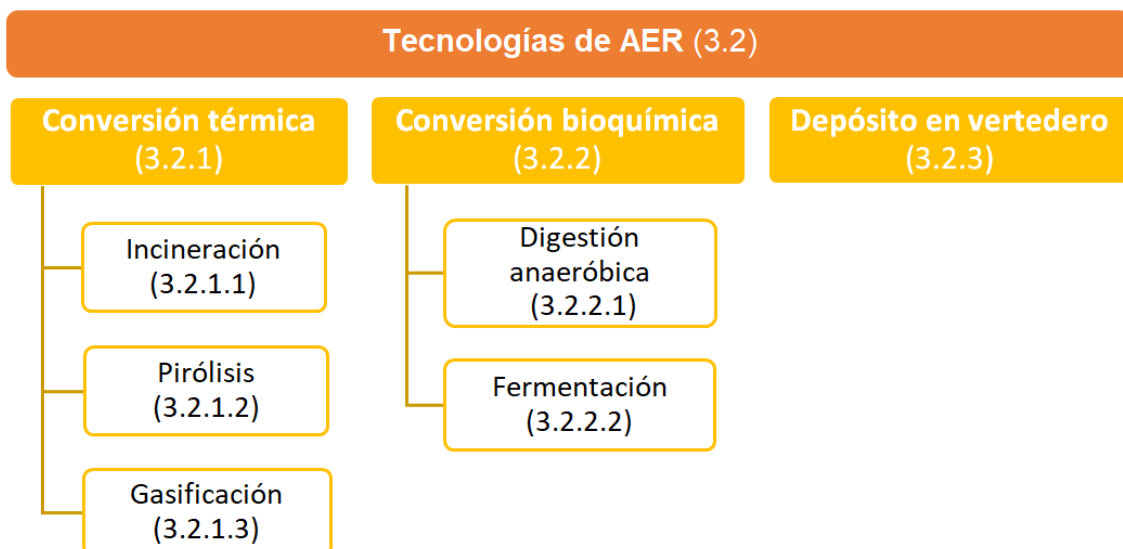 Tecnologías de AER (3.2)
Conversión térmica
(3.2.1)
Incineración
(3.2.1.1)
Pirólisis
(3.2.1.2)
Gasificación
(3.2.1.3)
Conversión bioquímica
(3.2.2)
Digestión
anaeróbica
(3.2.2.1)
Fermentación
(3.2.2.2)
Depósito en vertedero
(3.2.3)